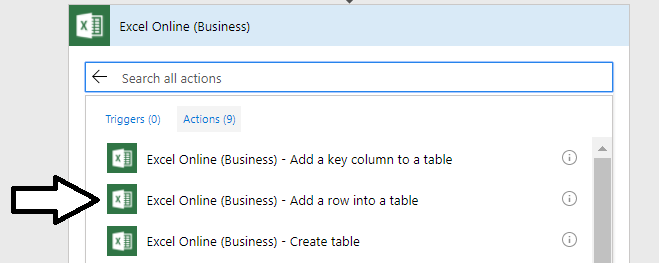 Excel Online (Business)
Search all actions
Triggers (0) Actions (9)
Excel Online (Business) - Add a key column to a table
Excel Online (Business) - Add a row into a table
Excel Online (Business) - Create table